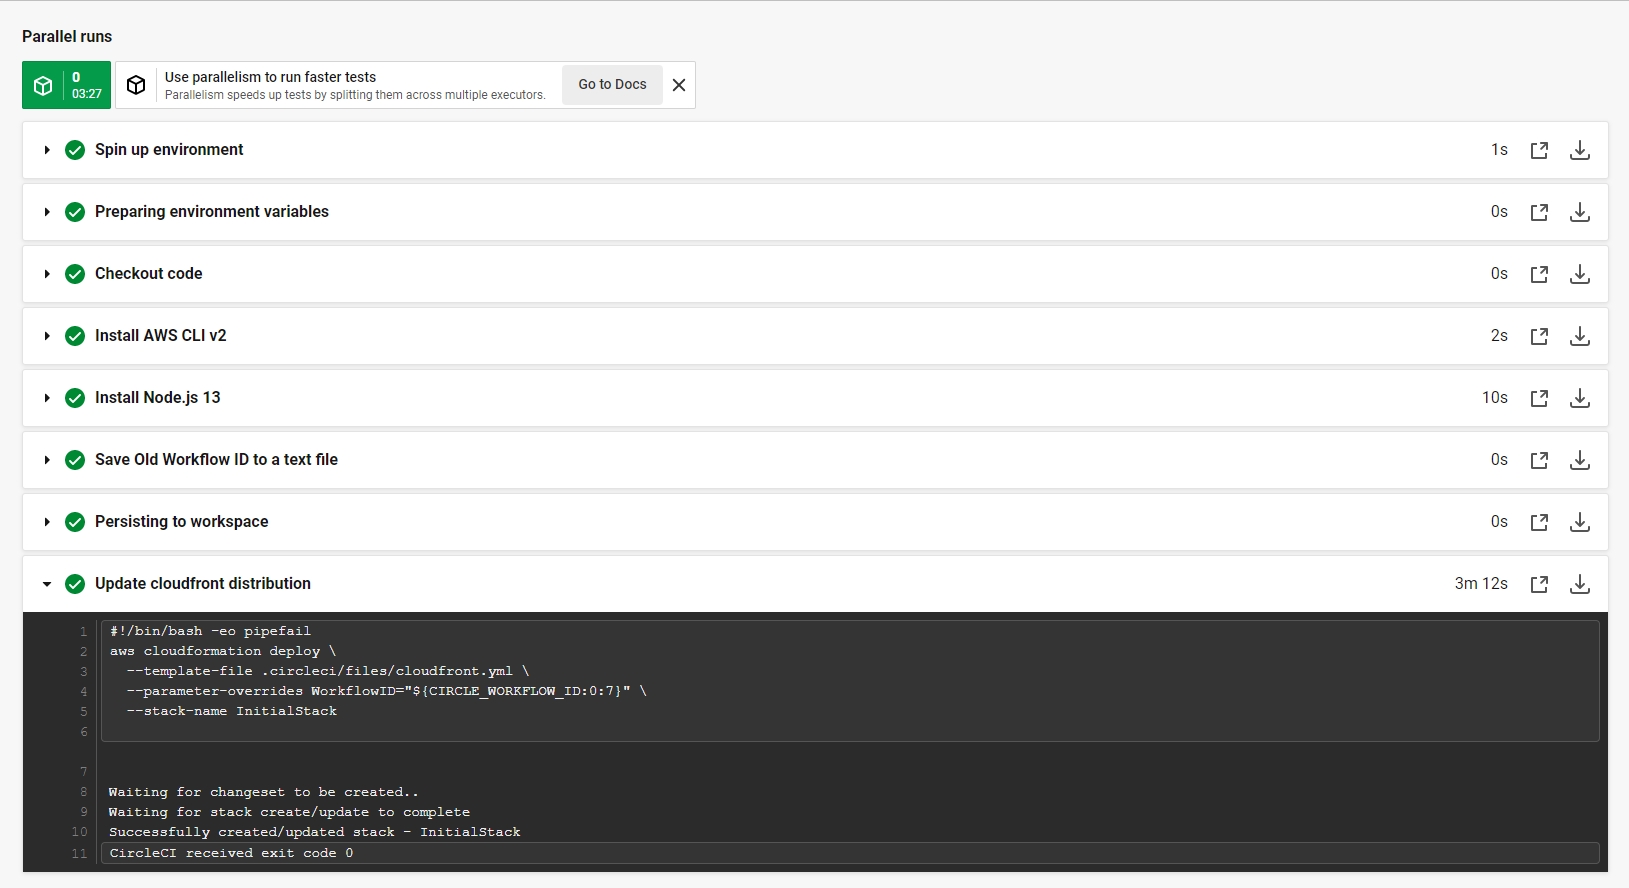 Parallel runs
0
03:27
Use parallelism to run faster tests
Parallelism speeds up tests by splitting them across multiple executors.
Go to Docs
Spin up environment 1s
Preparing environment variables 0s
Checkout code 0s
Install AWS CLI v2 2s
Install Node.js 13 10s
Save Old Workflow ID to a text file 0s
Persisting to workspace 0s
Update cloudfront distribution 3m 12s
1 #!/bin/bash -eo pipefail
2 aws cloudformation deploy \
3 --template-file .circleci/files/cloudfront.yml \
4 --parameter-overrides WorkflowID="${CIRCLE_WORKFLOW_ID:0:7}" \
5 --stack-name InitialStack
6
7
8 Waiting for changeset to be created..
9 Waiting for stack create/update to complete
10 Successfully created/updated stack - InitialStack
11 CircleCI received exit code 0